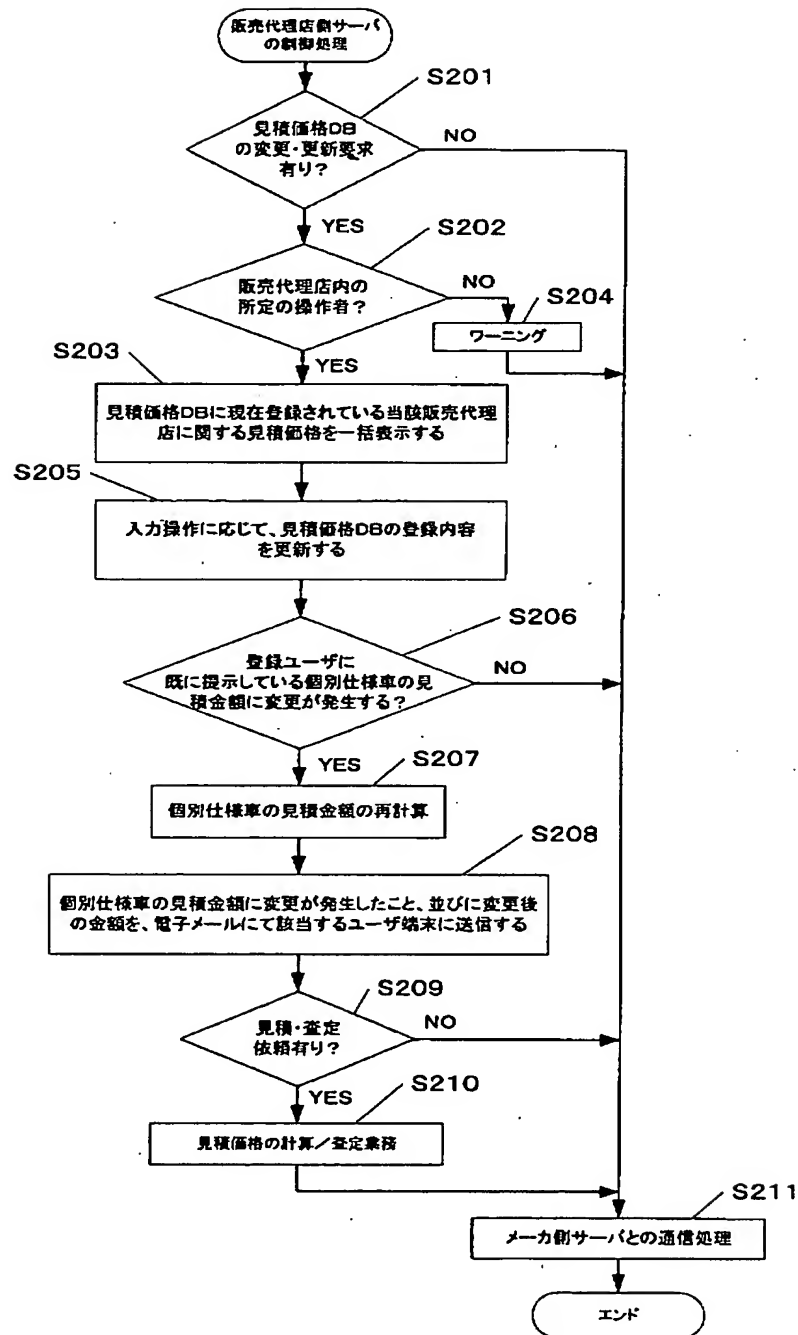 販売代理店側サーバ
の制御処理
S201
見積価格DB
の変更・更新要求
有り?
NO
YES
S202
販売代理店内の
所定の操作者?
NO
S204
ワーニング
YES
S203
見積価格DBに現在登録されている当該販売代理
店に関する見積価格を一括表示する
S205
入力操作に応じて、見積価格DBの登録内容
を更新する
S206
登録ユーザに
既に提示している個別仕様車の見
積金額に変更が発生する?
NO
YES
S207
個別仕様車の見積金額の再計算
S208
個別仕様車の見積金額に変更が発生したこと、並びに変更後
の金額を、電子メールにて該当するユーザ端末に送信する
S209
見積・査定
依頼有り?
NO
YES
S210
見積価格の計算/査定業務
S211
メーカ側サーバとの通信処理
エンド